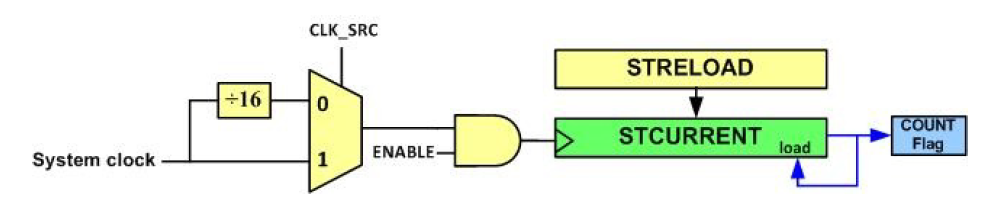 CLK_SRC
STRELOAD
÷16
0
System clock
1
ENABLE
STCURRENT
load
COUNT
Flag